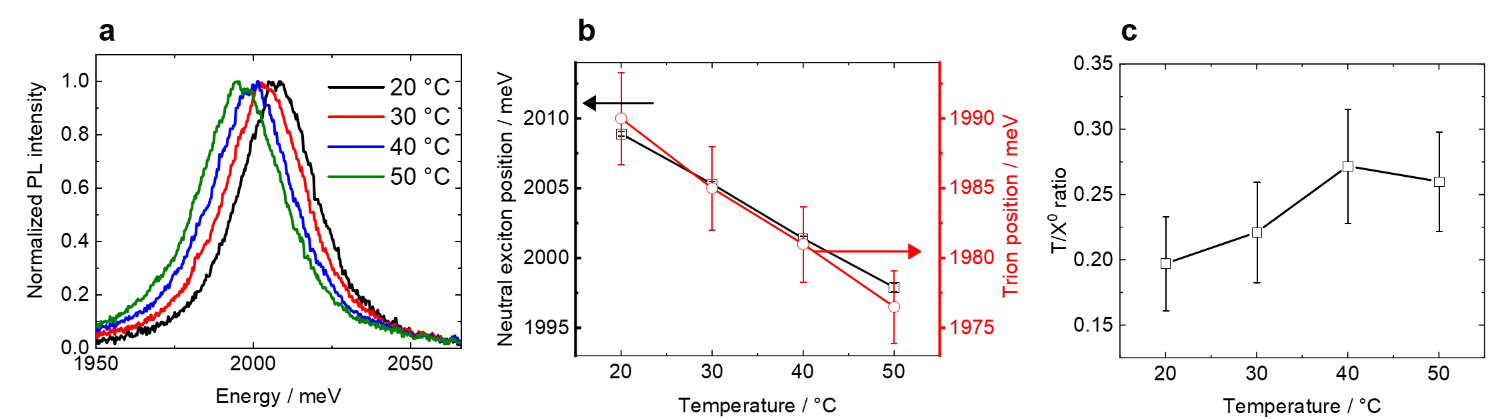 a
Normalized PL intensity
1.0
0.8
0.6
0.4
0.2
0.0
1950
2000
2050
Energy / meV
20 °C
30 °C
40 °C
50 °C
b
Neutral exciton position / meV
2010
2005
2000
1995
20
30
40
50
Temperature / °C
1990
1985
1980
1975
Trion position / meV
c
T/X⁰ ratio
0.35
0.30
0.25
0.20
0.15
20
30
40
50
Temperature / °C